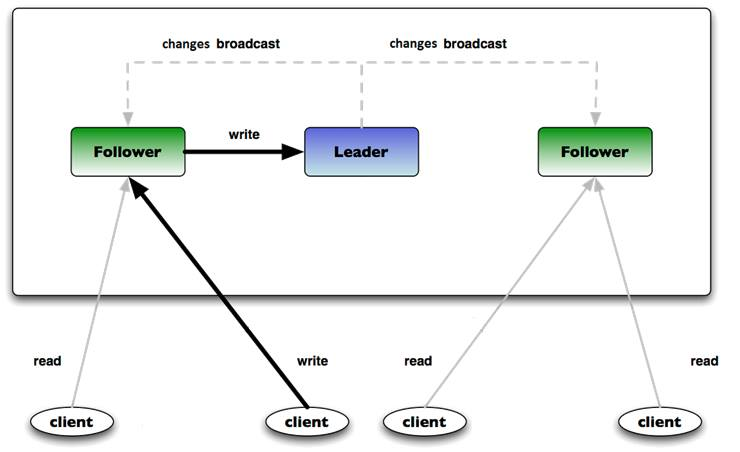 changes broadcast
changes broadcast
write
Follower
Leader
Follower
read
write
read
read
client
client
client
client